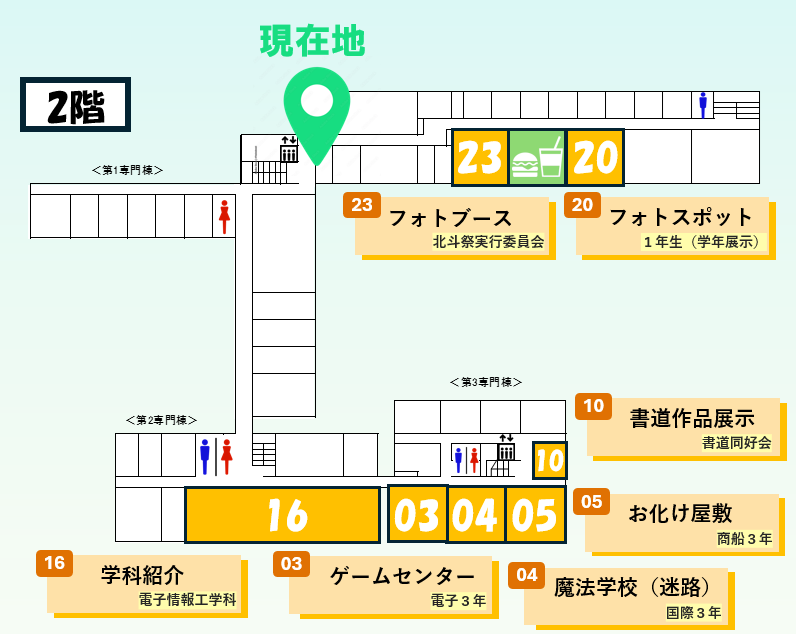 現在地
2階
＜第1専門棟＞
23
20
23
フォトブース
北斗祭実行委員会
20
フォトスポット
１年生（学年展示）
＜第3専門棟＞
＜第2専門棟＞
10
書道作品展示
書道同好会
10
16
03
04
05
05
お化け屋敷
商船３年
16
学科紹介
電子情報工学科
03
ゲームセンター
電子３年
04
魔法学校（迷路）
国際３年